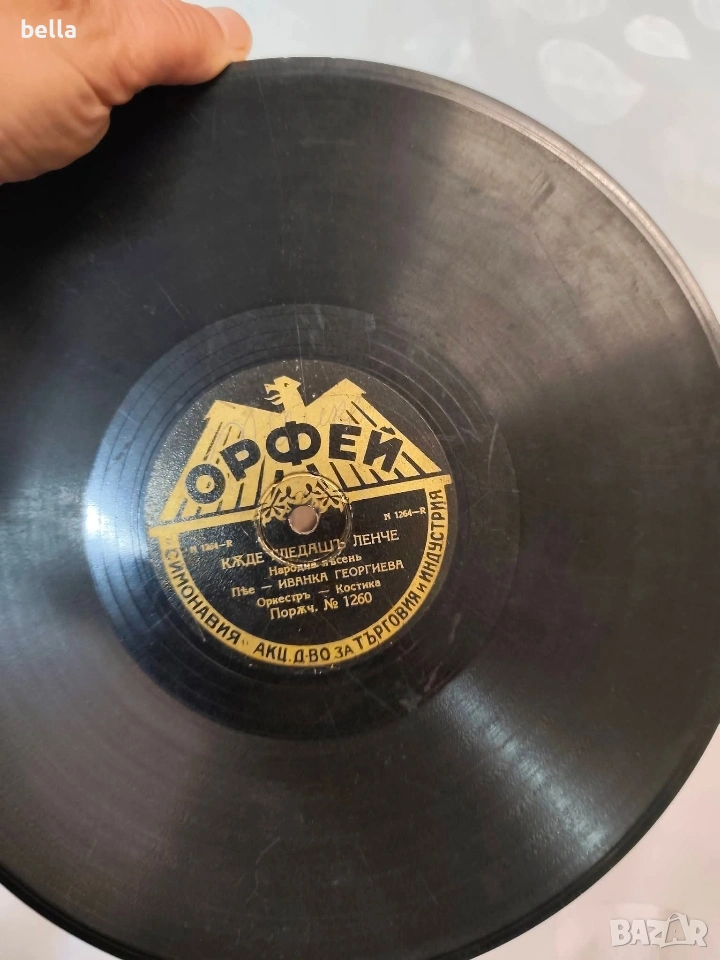 bella
ОРФЕЙ
N 1264-R N 1264-R
КѪДЕ ГЛЕДАШЪ ЛЕНЧЕ
Народна пѣсень
Пѣе - ИВАНКА ГЕОРГИЕВА
Оркестръ - Костика
Порѫч. № 1260
"СИМОНАВИЯ" АКЦ. Д-ВО ЗА ТЪРГОВИЯ И ИНДУСТРИЯ
BAZAR